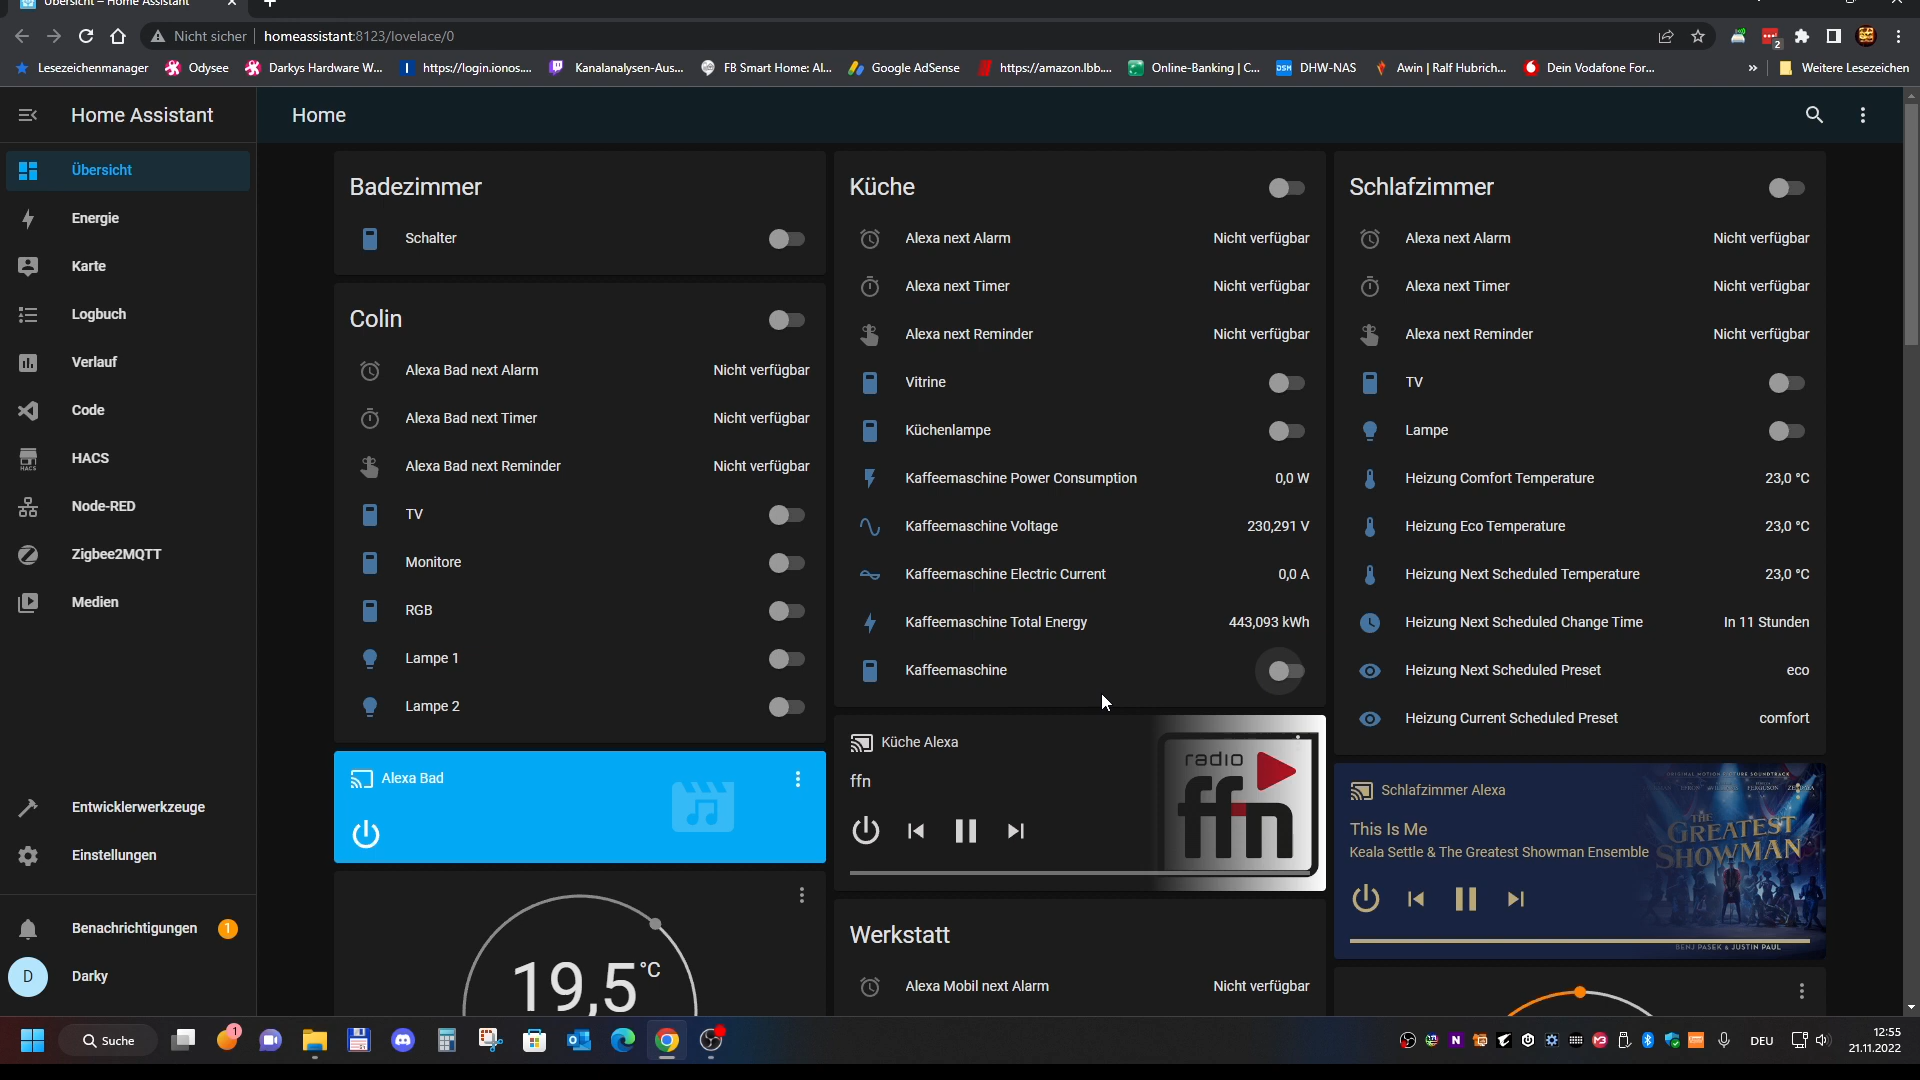 Übersicht – Home Assistant
Nicht sicher
homeassistant:8123/lovelace/0
2
Lesezeichenmanager
Odysee
Darkys Hardware W...
https://login.ionos....
Kanalanalysen-Aus...
FB Smart Home: Al...
Google AdSense
https://amazon.lbb....
Online-Banking | C...
DHW-NAS
Awin | Ralf Hubrich...
Dein Vodafone For...
»
Weitere Lesezeichen
Home Assistant
Home
Übersicht
Energie
Karte
Logbuch
Verlauf
Code
HACS
Node-RED
Zigbee2MQTT
Medien
Entwicklerwerkzeuge
Einstellungen
Benachrichtigungen 1
D Darky
Badezimmer
Schalter
Colin
Alexa Bad next Alarm Nicht verfügbar
Alexa Bad next Timer Nicht verfügbar
Alexa Bad next Reminder Nicht verfügbar
TV
Monitore
RGB
Lampe 1
Lampe 2
Alexa Bad
19,5 °C
Küche
Alexa next Alarm Nicht verfügbar
Alexa next Timer Nicht verfügbar
Alexa next Reminder Nicht verfügbar
Vitrine
Küchenlampe
Kaffeemaschine Power Consumption 0,0 W
Kaffeemaschine Voltage 230,291 V
Kaffeemaschine Electric Current 0,0 A
Kaffeemaschine Total Energy 443,093 kWh
Kaffeemaschine
Küche Alexa
ffn
radio
ffn
Werkstatt
Alexa Mobil next Alarm Nicht verfügbar
Schlafzimmer
Alexa next Alarm Nicht verfügbar
Alexa next Timer Nicht verfügbar
Alexa next Reminder Nicht verfügbar
TV
Lampe
Heizung Comfort Temperature 23,0 °C
Heizung Eco Temperature 23,0 °C
Heizung Next Scheduled Temperature 23,0 °C
Heizung Next Scheduled Change Time In 11 Stunden
Heizung Next Scheduled Preset eco
Heizung Current Scheduled Preset comfort
Schlafzimmer Alexa
This Is Me
Keala Settle & The Greatest Showman Ensemble
ORIGINAL MOTION PICTURE SOUNDTRACK
THE
GREATEST
SHOWMAN
BENJ PASEK & JUSTIN PAUL
Suche
1
DEU
12:55
21.11.2022